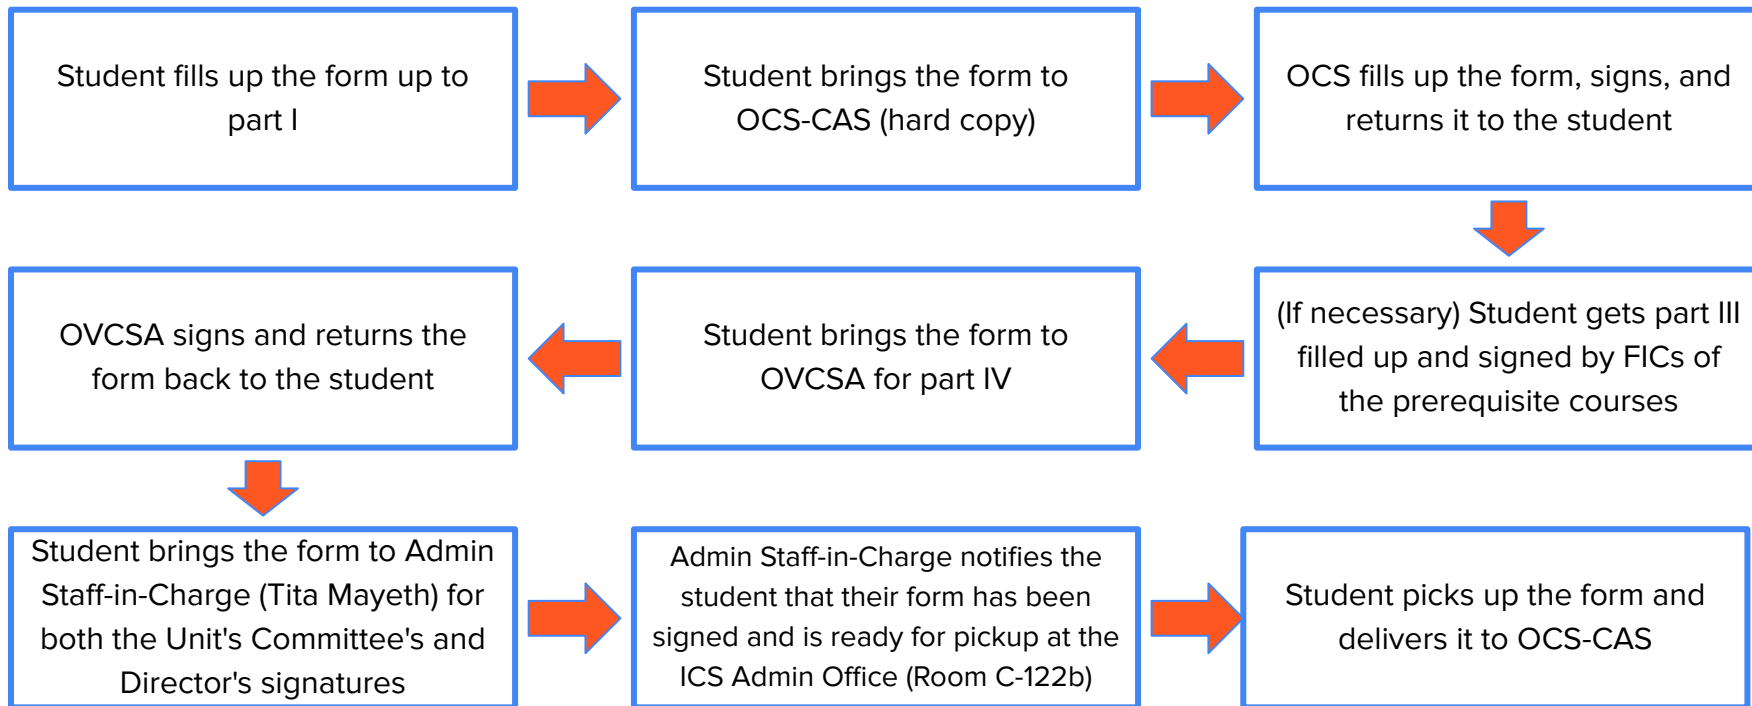 Student fills up the form up to
part I
Student brings the form to
OCS-CAS (hard copy)
OCS fills up the form, signs, and
returns it to the student
(If necessary) Student gets part III
filled up and signed by FICs of
the prerequisite courses
Student brings the form to
OVCSA for part IV
OVCSA signs and returns the
form back to the student
Student brings the form to Admin
Staff-in-Charge (Tita Mayeth) for
both the Unit's Committee's and
Director's signatures
Admin Staff-in-Charge notifies the
student that their form has been
signed and is ready for pickup at the
ICS Admin Office (Room C-122b)
Student picks up the form and
delivers it to OCS-CAS